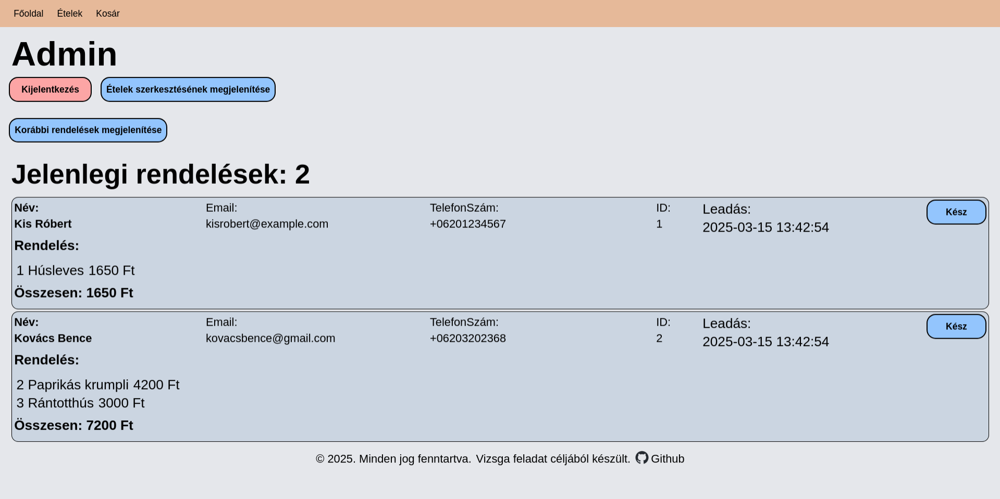 Főoldal Ételek Kosár
Admin
Kijelentkezés Ételek szerkesztésének megjelenítése
Korábbi rendelések megjelenítése
Jelenlegi rendelések: 2
Név: Email: TelefonSzám: ID: Leadás: Kész
Kis Róbert kisrobert@example.com +06201234567 1 2025-03-15 13:42:54
Rendelés:
1 Húsleves 1650 Ft
Összesen: 1650 Ft
Név: Email: TelefonSzám: ID: Leadás: Kész
Kovács Bence kovacsbence@gmail.com +06203202368 2 2025-03-15 13:42:54
Rendelés:
2 Paprikás krumpli 4200 Ft
3 Rántotthús 3000 Ft
Összesen: 7200 Ft
© 2025. Minden jog fenntartva. Vizsga feladat céljából készült. Github